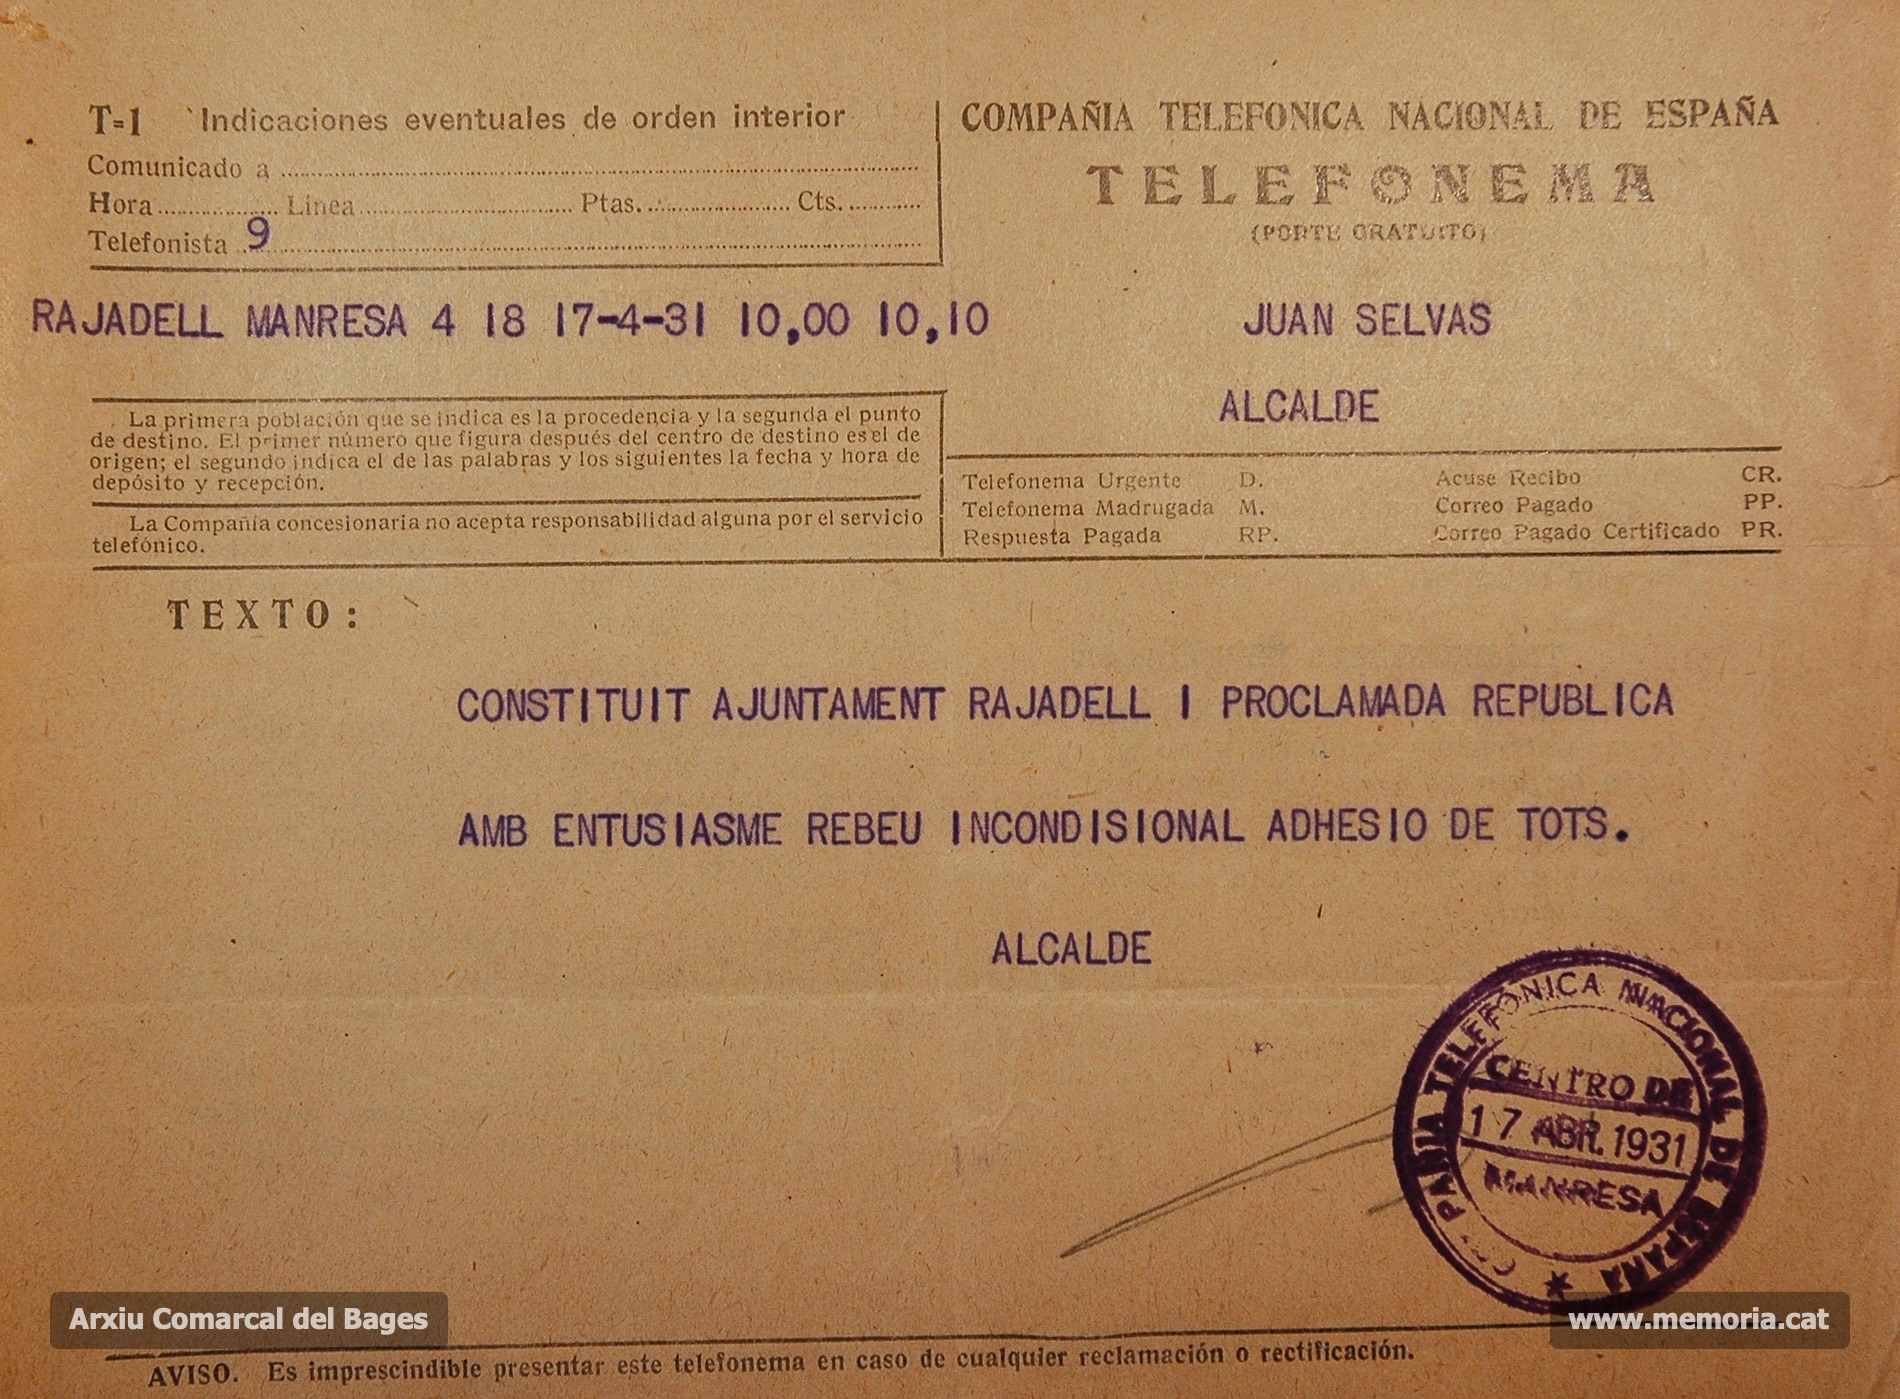 T=1 Indicaciones eventuales de orden interior
Comunicado a
Hora Linea Ptas. Cts.
Telefonista 9
COMPAÑIA TELEFONICA NACIONAL DE ESPAÑA
TELEFONEMA
(PORTE GRATUITO)
RAJADELL MANRESA 4 18 17-4-31 10,00 10,10
JUAN SELVAS
ALCALDE
La primera población que se indica es la procedencia y la segunda el punto
de destino. El primer número que figura después del centro de destino es el de
origen; el segundo indica el de las palabras y los siguientes la fecha y hora de
depósito y recepción.
La Compañía concesionaria no acepta responsabilidad alguna por el servicio
telefónico.
Telefonema Urgente D.
Telefonema Madrugada M.
Respuesta Pagada RP.
Acuse Recibo CR.
Correo Pagado PP.
Correo Pagado Certificado PR.
TEXTO:
CONSTITUIT AJUNTAMENT RAJADELL I PROCLAMADA REPUBLICA
AMB ENTUSIASME REBEU INCONDISIONAL ADHESIO DE TOTS.
ALCALDE
TELEFÓNICA NACIONAL DE ESPAÑA
CENTRO DE
17 ABR. 1931
MANRESA
Arxiu Comarcal del Bages
www.memoria.cat
AVISO. Es imprescindible presentar este telefonema en caso de cualquier reclamación o rectificación.